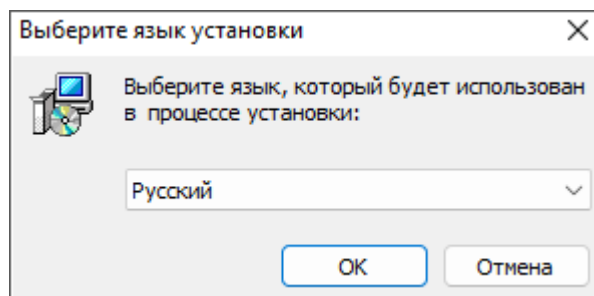 Выберите язык установки
Выберите язык, который будет использован
в процессе установки:
Русский
OK
Отмена